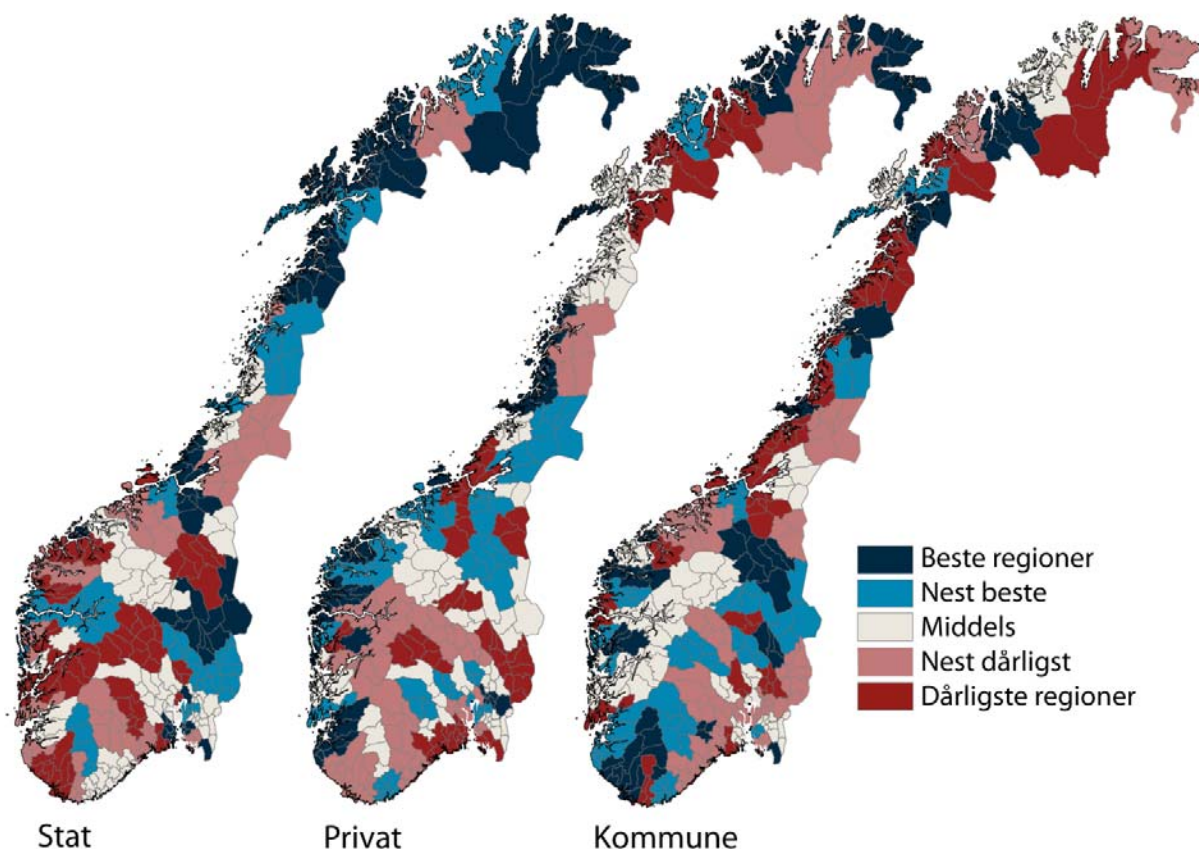 Beste regioner
Nest beste
Middels
Nest dårligst
Dårligste regioner
Stat
Privat
Kommune